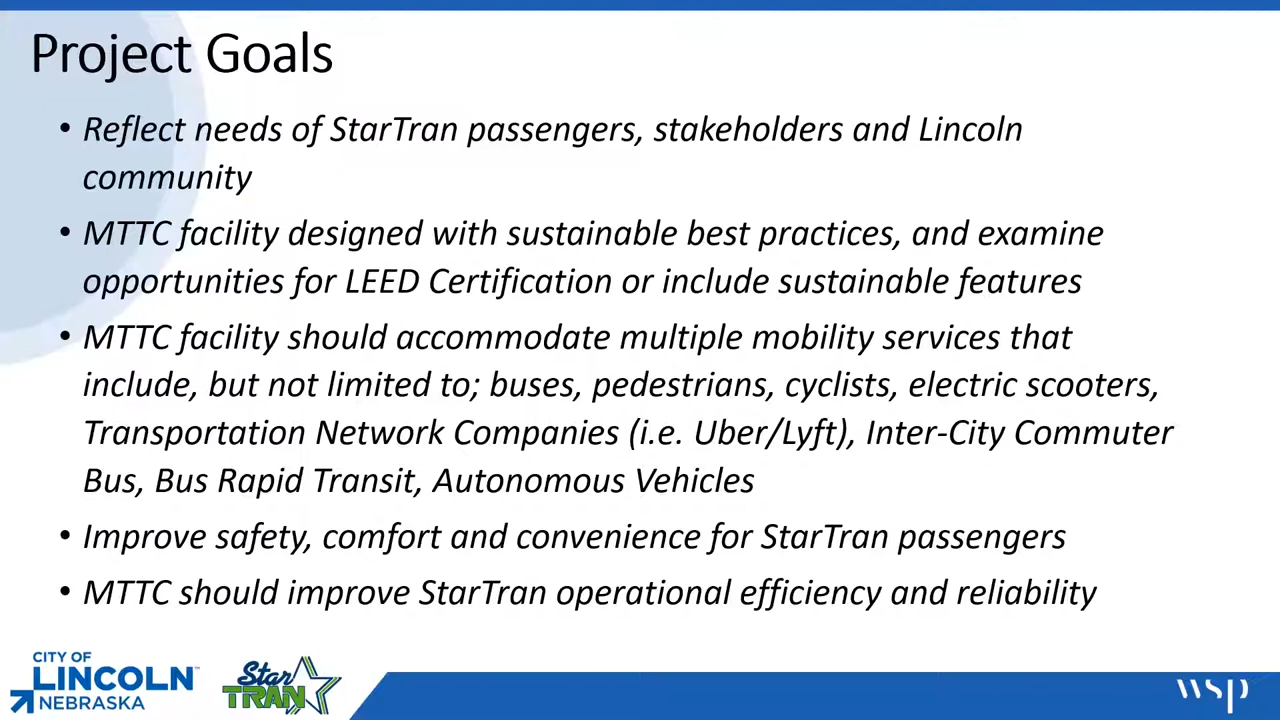 Project Goals
• Reflect needs of StarTran passengers, stakeholders and Lincoln
community
• MTTC facility designed with sustainable best practices, and examine
opportunities for LEED Certification or include sustainable features
• MTTC facility should accommodate multiple mobility services that
include, but not limited to; buses, pedestrians, cyclists, electric scooters,
Transportation Network Companies (i.e. Uber/Lyft), Inter-City Commuter
Bus, Bus Rapid Transit, Autonomous Vehicles
• Improve safety, comfort and convenience for StarTran passengers
• MTTC should improve StarTran operational efficiency and reliability
CITY OF
LINCOLN™
NEBRASKA
Star
TRAN
wsp